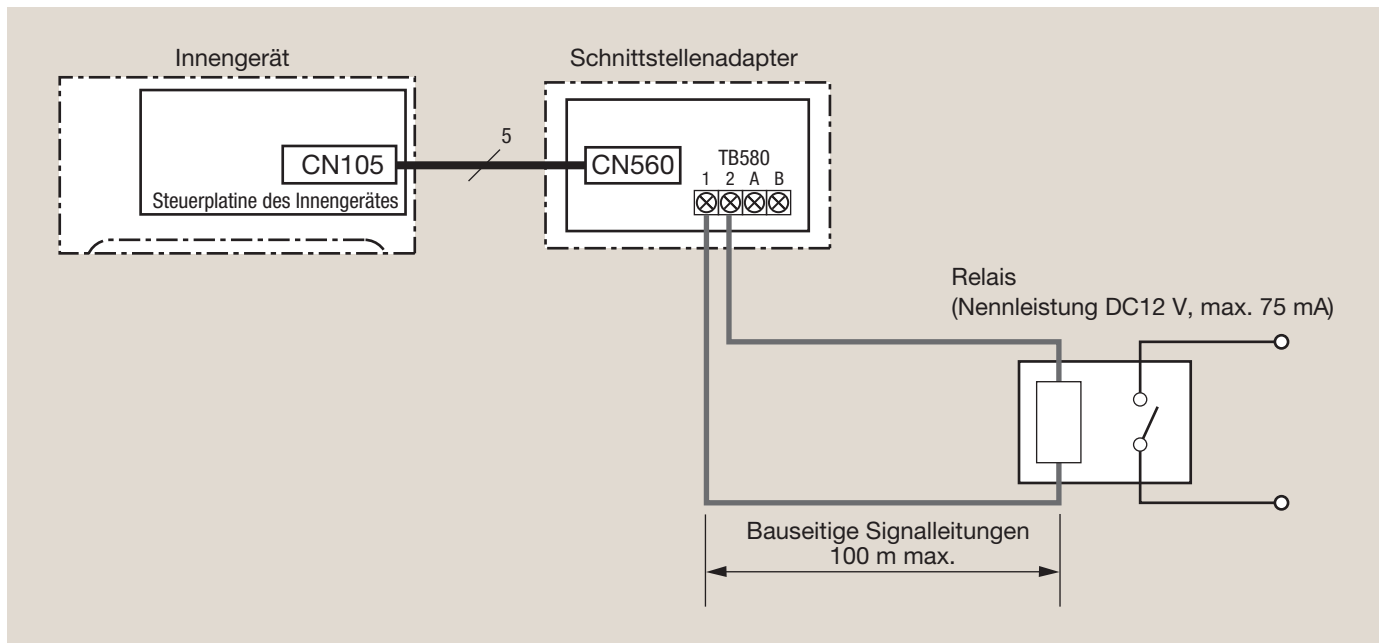 Innengerät
Schnittstellenadapter
5
CN105
CN560
TB580
1 2 A B
Steuerplatine des Innengerätes
Relais
(Nennleistung DC12 V, max. 75 mA)
Bauseitige Signalleitungen
100 m max.